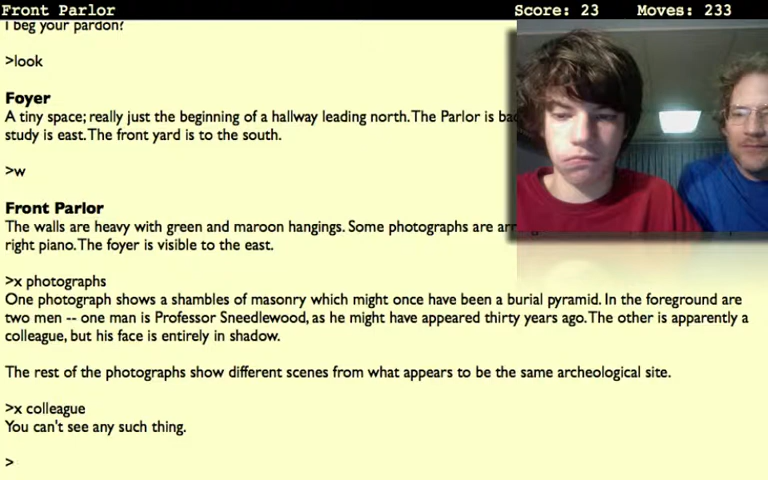 Front Parlor Score: 23 Moves: 233
I beg your pardon?
>look
Foyer
A tiny space; really just the beginning of a hallway leading north. The Parlor is
study is east. The front yard is to the south.
>w
Front Parlor
The walls are heavy with green and maroon hangings. Some photographs are
right piano. The foyer is visible to the east.
>x photographs
One photograph shows a shambles of masonry which might once have been a burial pyramid. In the foreground are
two men -- one man is Professor Sneedlewood, as he might have appeared thirty years ago. The other is apparently a
colleague, but his face is entirely in shadow.
The rest of the photographs show different scenes from what appears to be the same archeological site.
>x colleague
You can't see any such thing.
>